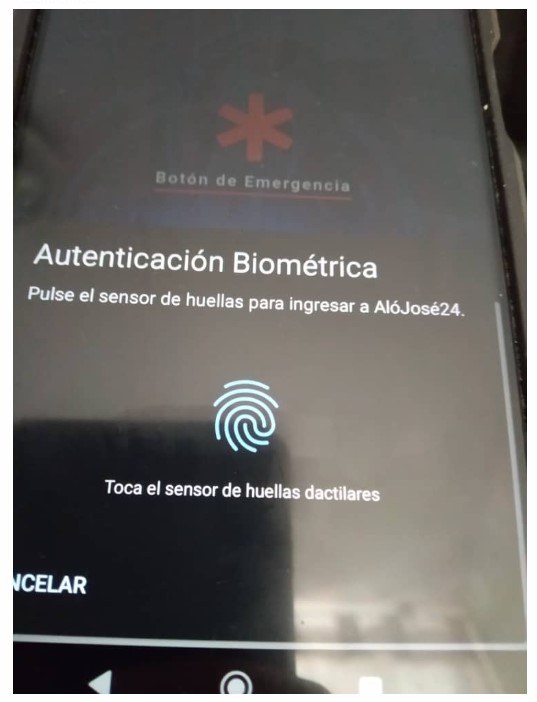 Botón de Emergencia
Autenticación Biométrica
Pulse el sensor de huellas para ingresar a AlóJosé24.
Toca el sensor de huellas dactilares
NCELAR